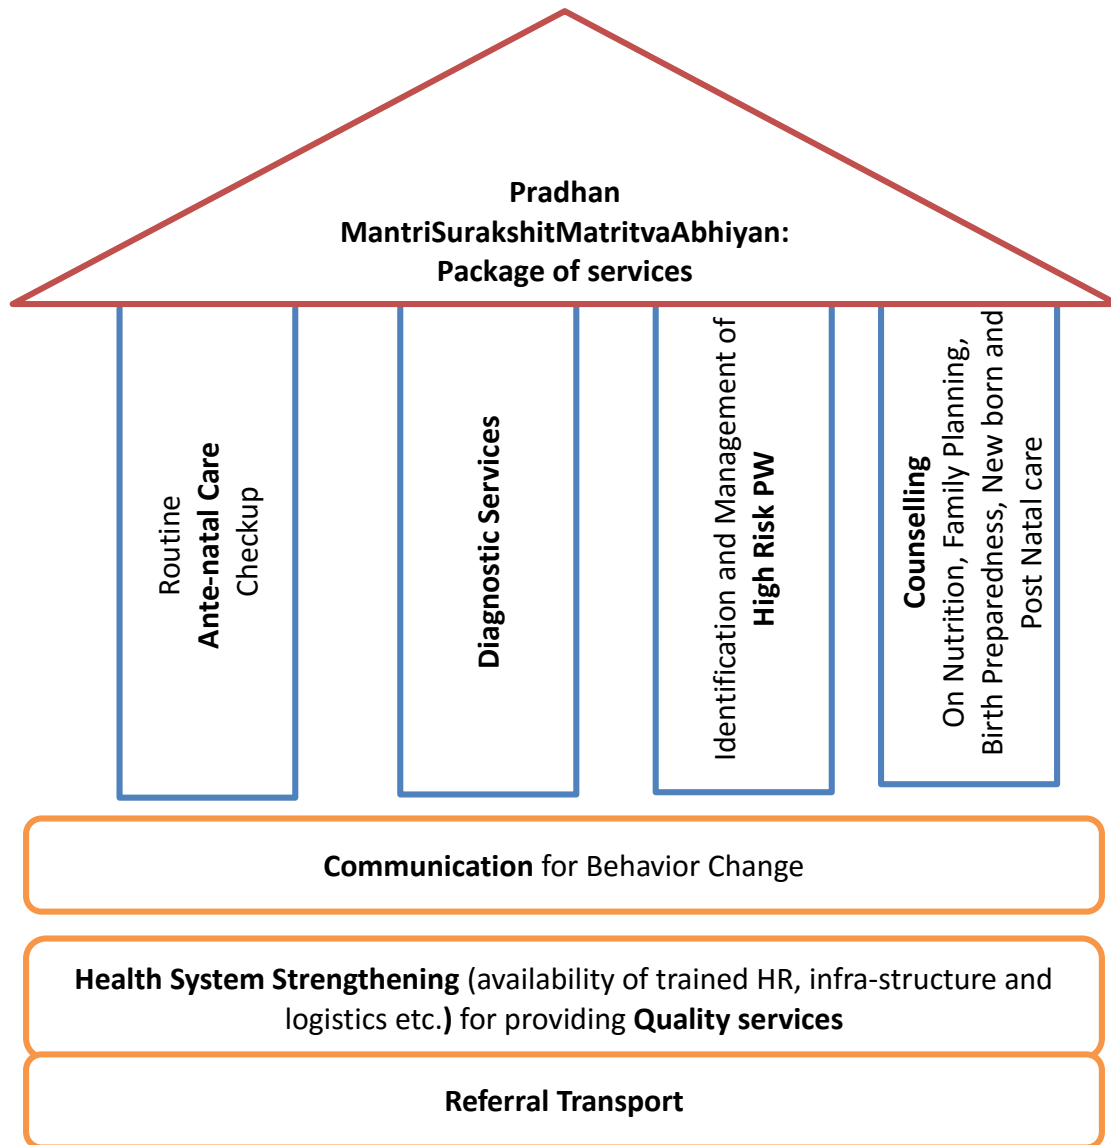 Pradhan
MantriSurakshitMatritvaAbhiyan:
Package of services
Routine
Ante-natal Care
Checkup
Diagnostic Services
Identification and Management of
High Risk PW
Counselling
On Nutrition, Family Planning,
Birth Preparedness, New born and
Post Natal care
Communication for Behavior Change
Health System Strengthening (availability of trained HR, infra-structure and
logistics etc.) for providing Quality services
Referral Transport